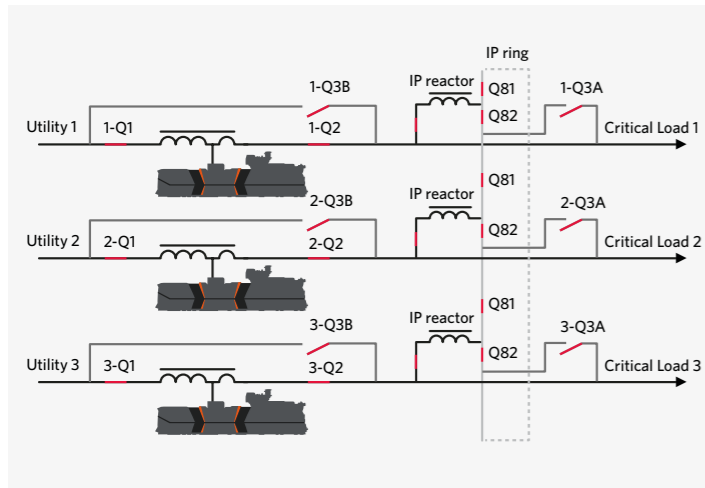 IP ring
1-Q3B
IP reactor
Q81
1-Q3A
Utility 1
1-Q1
1-Q2
Q82
Critical Load 1
Q81
2-Q3B
IP reactor
2-Q3A
Utility 2
2-Q1
2-Q2
Q82
Critical Load 2
Q81
3-Q3B
IP reactor
3-Q3A
Utility 3
3-Q1
3-Q2
Q82
Critical Load 3